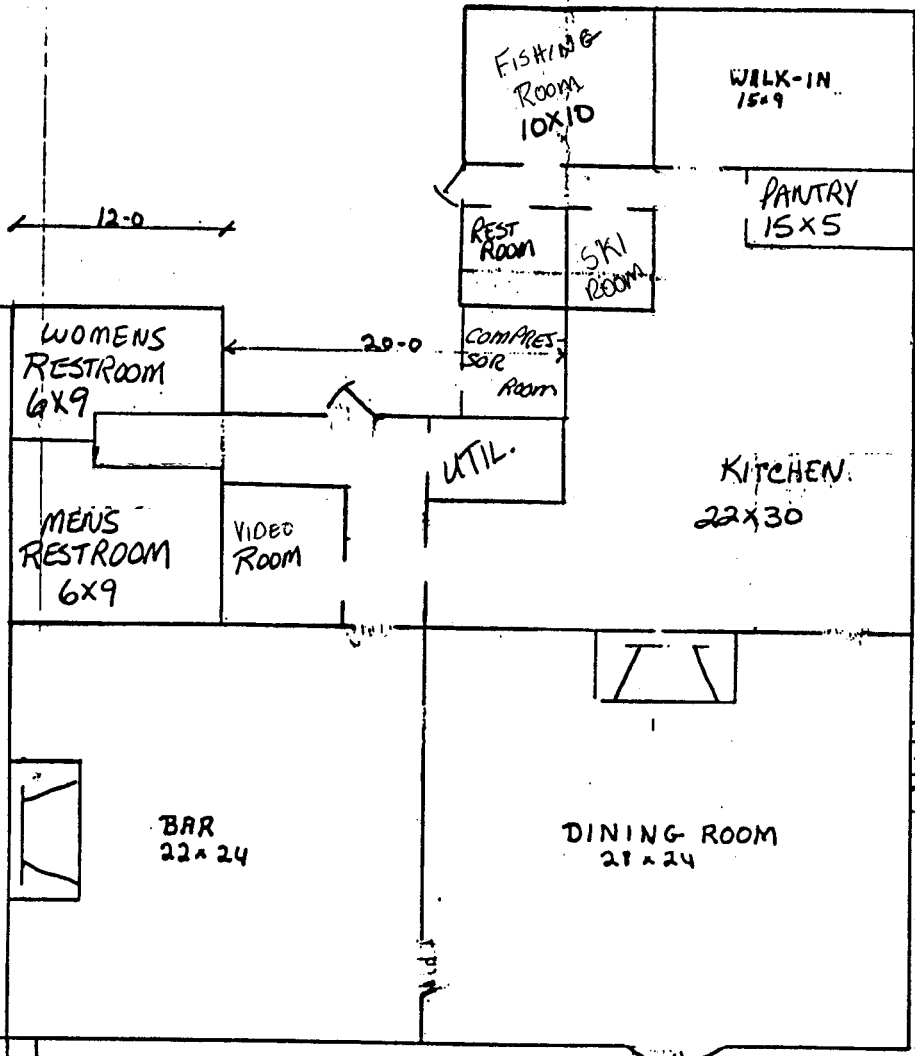 FISHING
ROOM
10X10
WALK-IN
15x9
PANTRY
15X5
12-0
REST
ROOM
SKI
ROOM
WOMENS
RESTROOM
6X9
20-0
COMPRES-
SOR
ROOM
UTIL.
KITCHEN
22X30
MENS
RESTROOM
6X9
VIDEO
ROOM
BAR
22x24
DINING ROOM
28x24